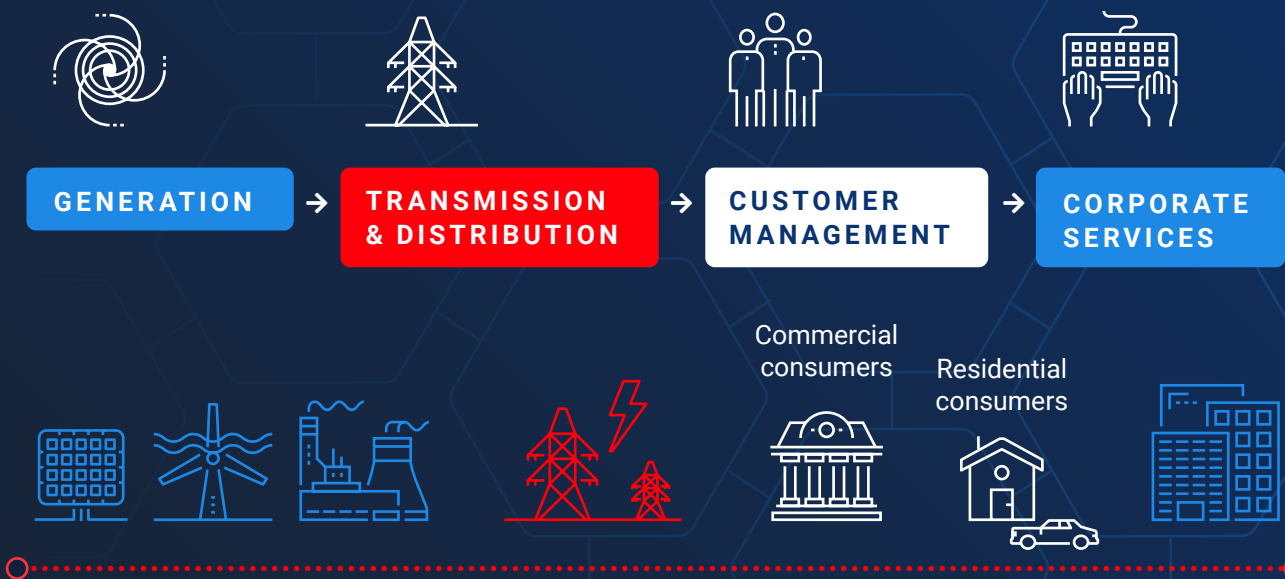 GENERATION
TRANSMISSION
& DISTRIBUTION
CUSTOMER
MANAGEMENT
CORPORATE
SERVICES
Commercial
consumers
Residential
consumers